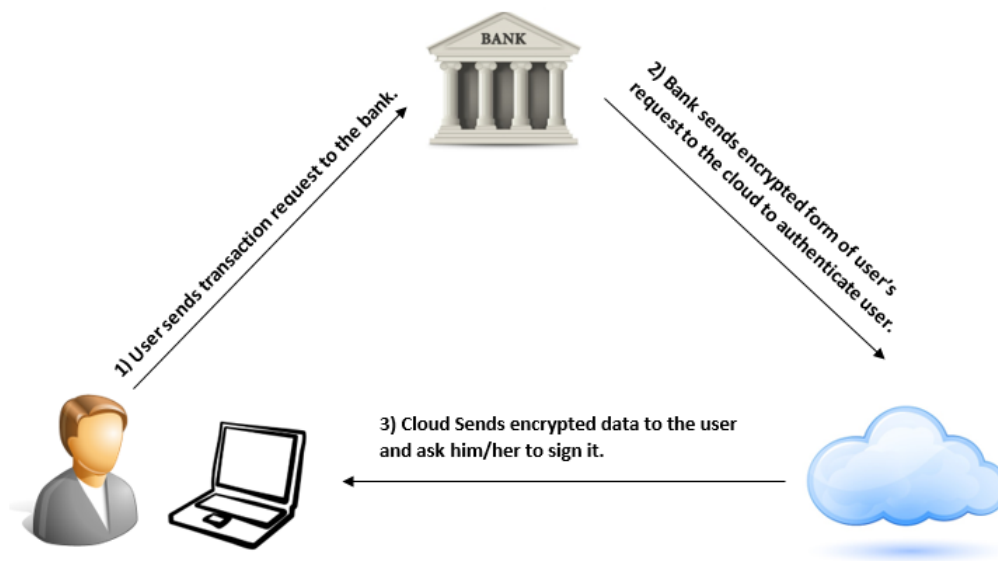 BANK
1) User sends transaction request to the bank.
2) Bank sends encrypted form of user's
request to the cloud to authenticate user.
3) Cloud Sends encrypted data to the user
and ask him/her to sign it.